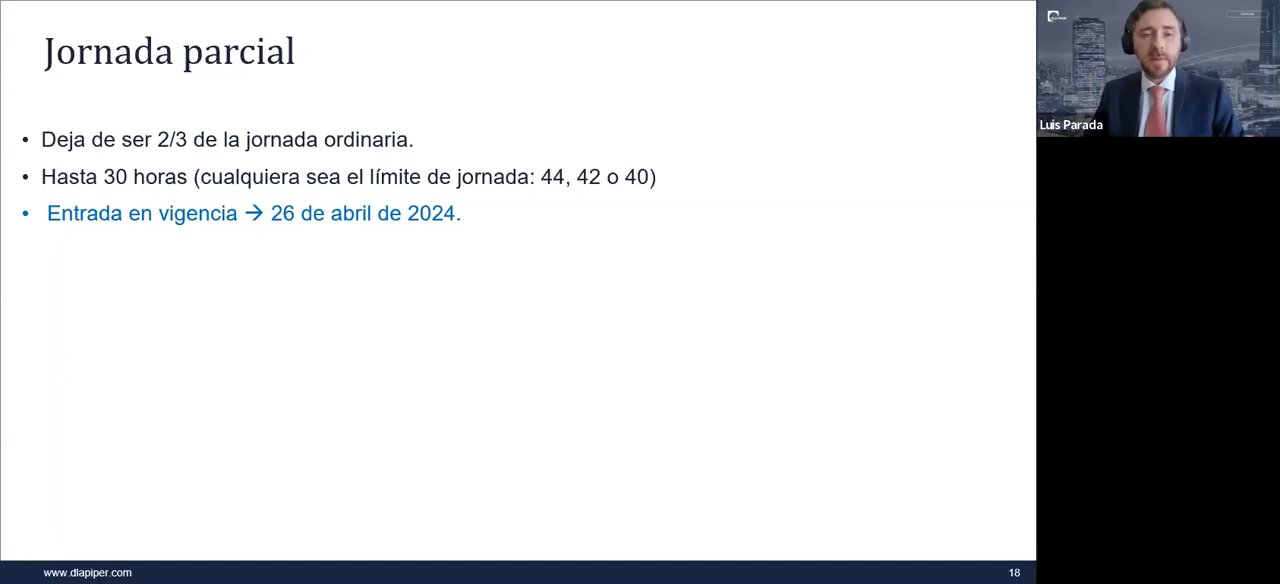 Jornada parcial
• Deja de ser 2/3 de la jornada ordinaria.
• Hasta 30 horas (cualquiera sea el límite de jornada: 44, 42 o 40)
• Entrada en vigencia → 26 de abril de 2024.
www.dlapiper.com
18
Luis Parada